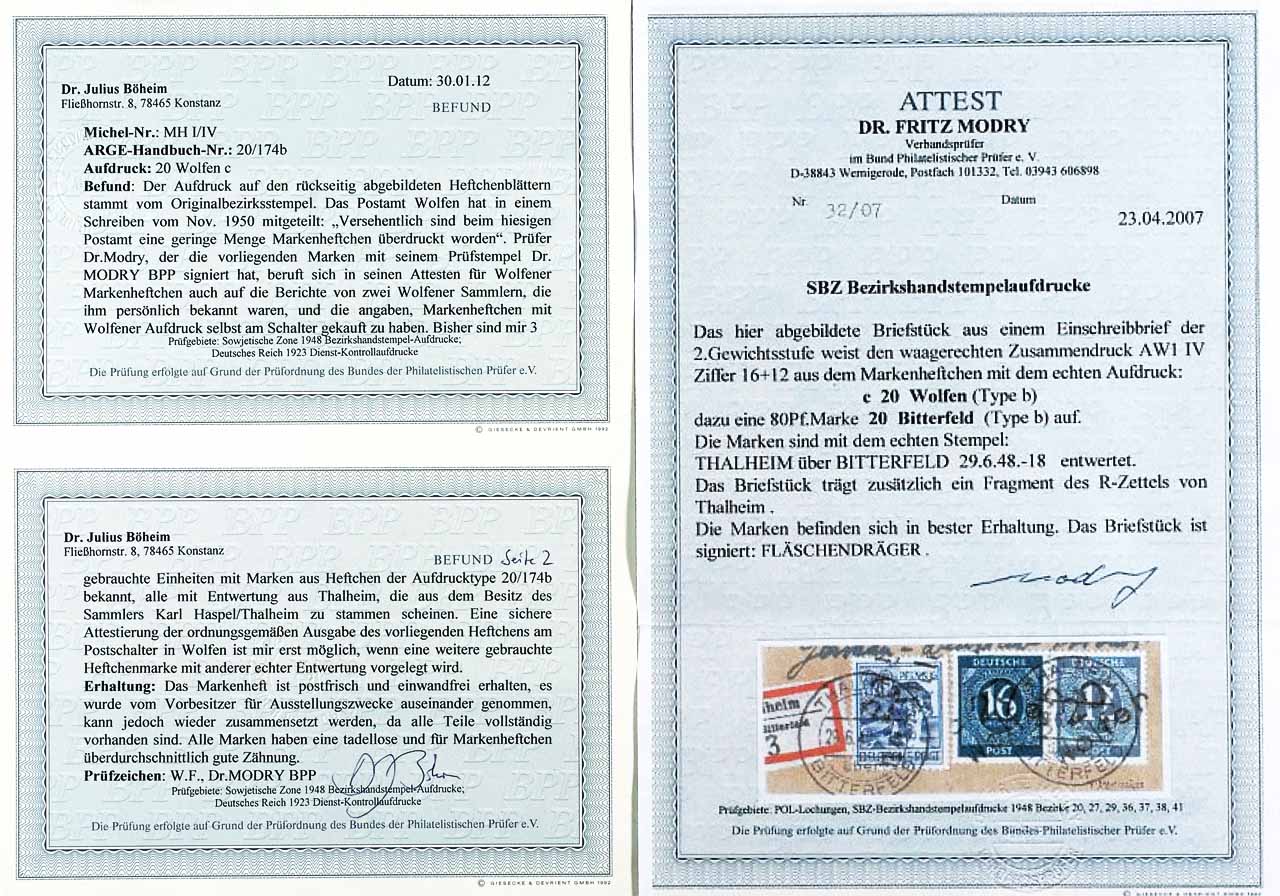 Dr. Julius Böheim
Fließhornstr. 8, 78465 Konstanz
Datum: 30.01.12
BEFUND
Michel-Nr.: MH I/IV
ARGE-Handbuch-Nr.: 20/174b
Aufdruck: 20 Wolfen c
Befund: Der Aufdruck auf den rückseitig abgebildeten Heftchenblättern
stammt vom Originalbezirksstempel. Das Postamt Wolfen hat in einem
Schreiben vom Nov. 1950 mitgeteilt: „Versehentlich sind beim hiesigen
Postamt eine geringe Menge Markenheftchen überdruckt worden“. Prüfer
Dr.Modry, der die vorliegenden Marken mit seinem Prüfstempel Dr.
MODRY BPP signiert hat, beruft sich in seinen Attesten für Wolfener
Markenheftchen auch auf die Berichte von zwei Wolfener Sammlern, die
ihm persönlich bekannt waren, und die angaben, Markenheftchen mit
Wolfener Aufdruck selbst am Schalter gekauft zu haben. Bisher sind mir 3
Prüfgebiete: Sowjetische Zone 1948 Bezirkshandstempel-Aufdrucke;
Deutsches Reich 1923 Dienst-Kontrollaufdrucke
Die Prüfung erfolgte auf Grund der Prüfordnung des Bundes der Philatelistischen Prüfer e.V.
© GIESECKE & DEVRIENT GMBH 1992
Dr. Julius Böheim
Fließhornstr. 8, 78465 Konstanz
BEFUND Seite 2
gebrauchte Einheiten mit Marken aus Heftchen der Aufdrucktype 20/174b
bekannt, alle mit Entwertung aus Thalheim, die aus dem Besitz des
Sammlers Karl Haspel/Thalheim zu stammen scheinen. Eine sichere
Attestierung der ordnungsgemäßen Ausgabe des vorliegenden Heftchens am
Postschalter in Wolfen ist mir erst möglich, wenn eine weitere gebrauchte
Heftchenmarke mit anderer echter Entwertung vorgelegt wird.
Erhaltung: Das Markenheft ist postfrisch und einwandfrei erhalten, es
wurde vom Vorbesitzer für Ausstellungszwecke auseinander genommen,
kann jedoch wieder zusammensetzt werden, da alle Teile vollständig
vorhanden sind. Alle Marken haben eine tadellose und für Markenheftchen
überdurchschnittlich gute Zähnung.
Prüfzeichen: W.F., Dr.MODRY BPP
Prüfgebiete: Sowjetische Zone 1948 Bezirkshandstempel-Aufdrucke;
Deutsches Reich 1923 Dienst-Kontrollaufdrucke
Die Prüfung erfolgte auf Grund der Prüfordnung des Bundes der Philatelistischen Prüfer e.V.
© GIESECKE & DEVRIENT GMBH 1992
ATTEST
DR. FRITZ MODRY
Verbandsprüfer
im Bund Philatelistischer Prüfer e. V.
D-38843 Wernigerode, Postfach 101332, Tel. 03943 606898
Nr. 32/07
Datum
23.04.2007
SBZ Bezirkshandstempelaufdrucke
Das hier abgebildete Briefstück aus einem Einschreibbrief der
2.Gewichtsstufe weist den waagerechten Zusammendruck AW1 IV
Ziffer 16+12 aus dem Markenheftchen mit dem echten Aufdruck:
c 20 Wolfen (Type b)
dazu eine 80Pf.Marke 20 Bitterfeld (Type b) auf.
Die Marken sind mit dem echten Stempel:
THALHEIM über BITTERFELD 29.6.48.-18 entwertet.
Das Briefstück trägt zusätzlich ein Fragment des R-Zettels von
Thalheim .
Die Marken befinden sich in bester Erhaltung. Das Briefstück ist
signiert: FLÄSCHENDRÄGER .
Modry
lheim
3
DEUTSCHE
16
POST
DEUTSCHE
POST
BITTERFELD
BITTERFEL
Prüfgebiete: POL-Lochungen, SBZ-Bezirkshandstempelaufdrucke 1948 Bezirke 20, 27, 29, 36, 37, 38, 41
Die Prüfung erfolgte auf Grund der Prüfordnung des Bundes-Philatelistischer Prüfer e.V.